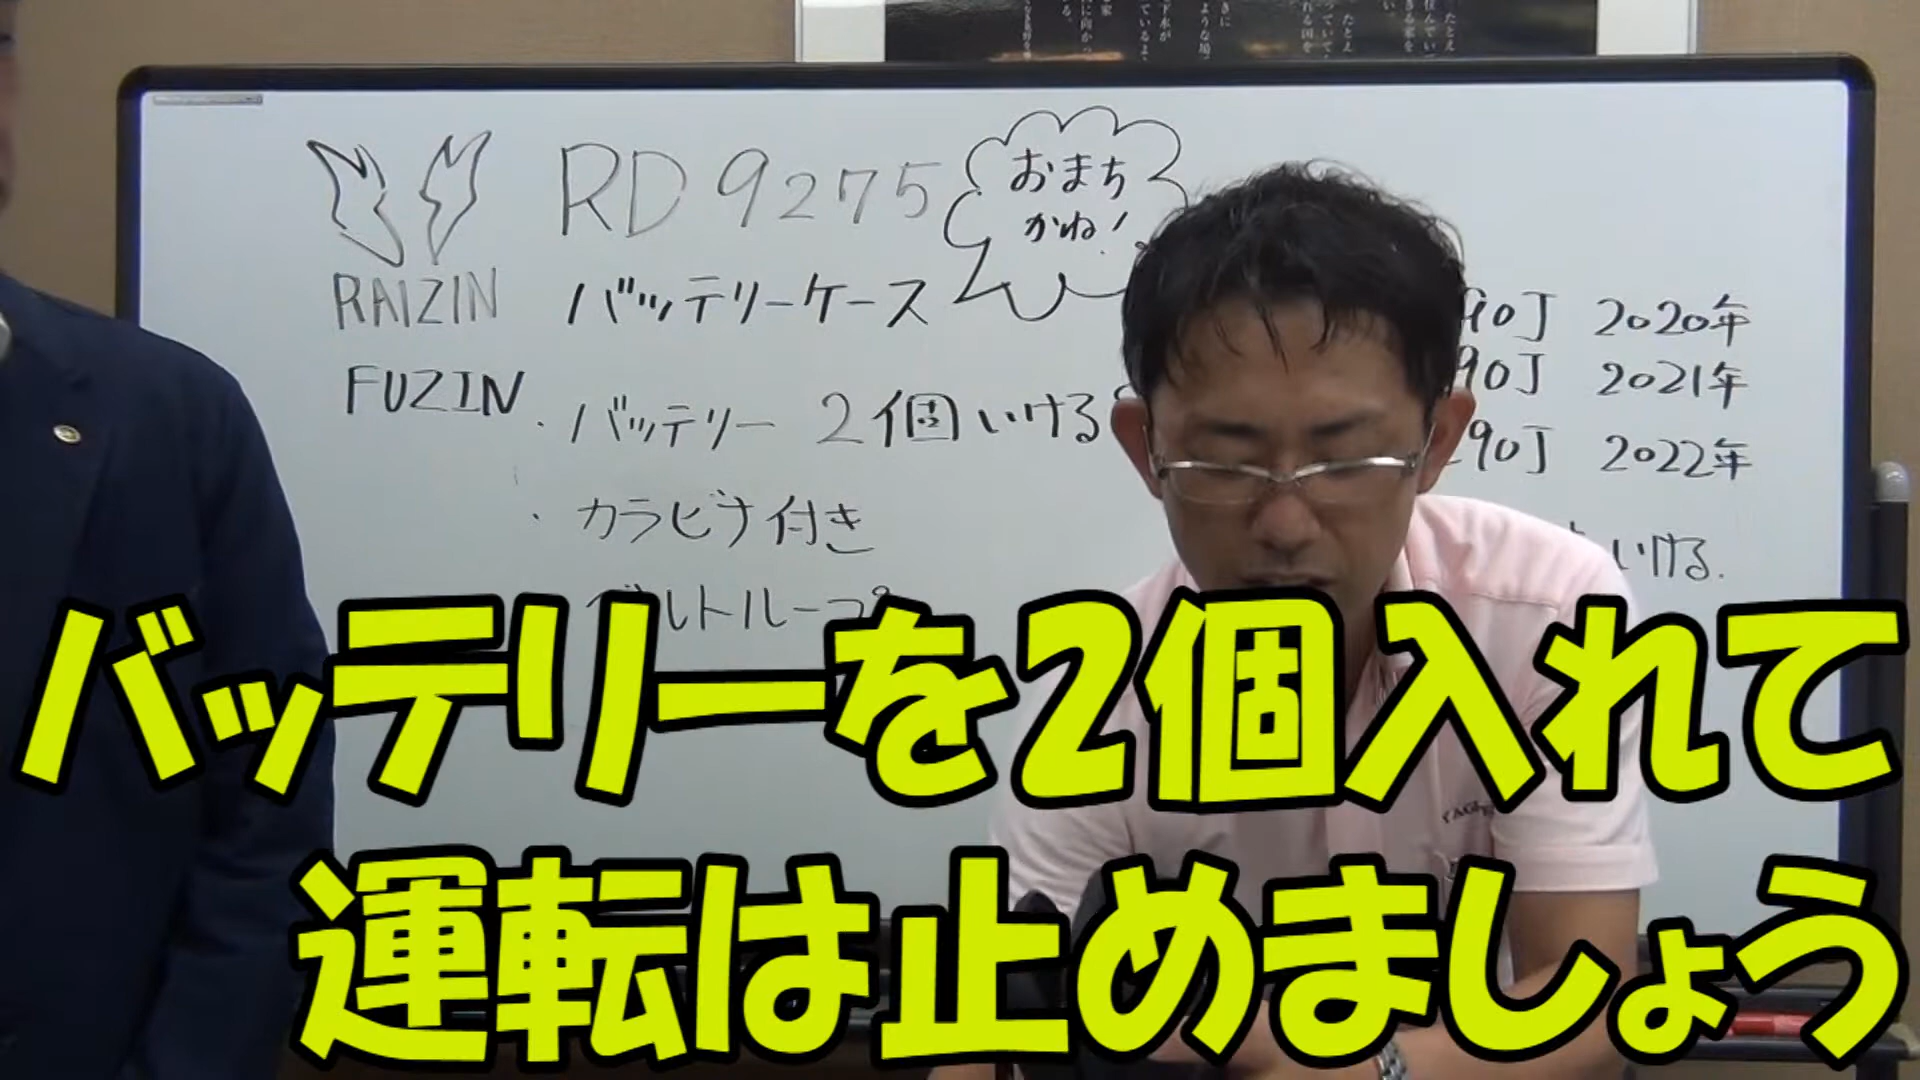 RD9275
おまち
かね!
RAIZIN
バッテリーケース
FUZIN
・バッテリー 2個いける
・カラビナ付き
ベルトループ
90J 2020年
90J 2021年
290J 2022年
いける.
バッテリーを2個入れて
運転は止めましょう